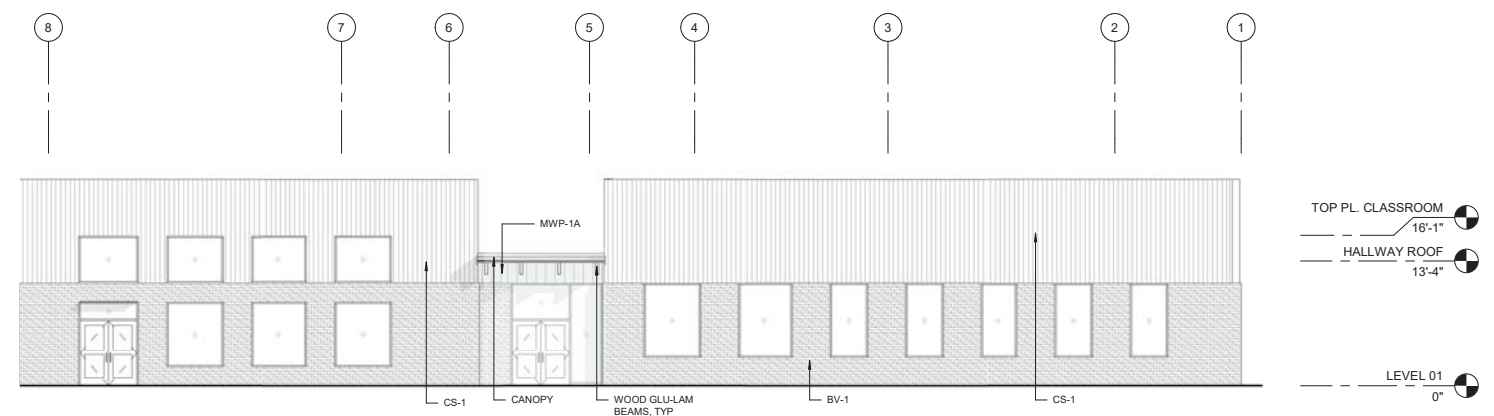 8
7
6
5
4
3
2
1
MWP-1A
TOP PL. CLASSROOM
16'-1"
HALLWAY ROOF
13'-4"
LEVEL 01
0"
CS-1
CANOPY
WOOD GLU-LAM
BEAMS, TYP
BV-1
CS-1